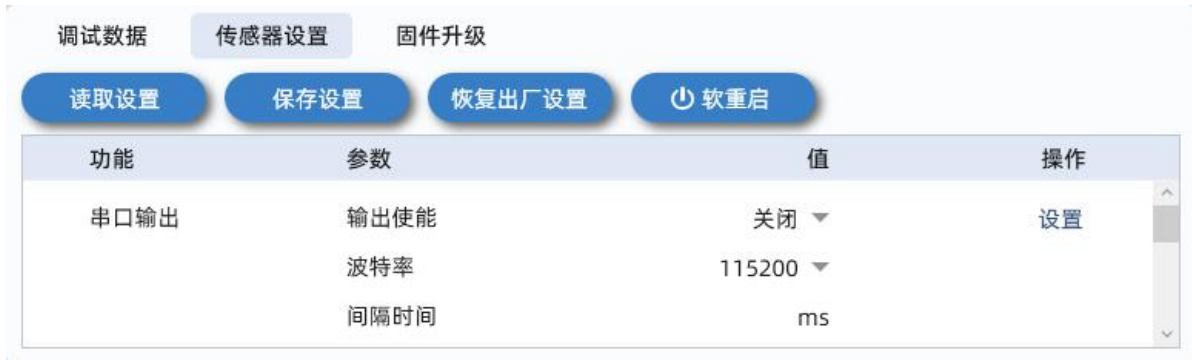 调试数据 传感器设置 固件升级
读取设置 保存设置 恢复出厂设置 软重启
功能 参数 值 操作
串口输出 输出使能 关闭 设置
波特率 115200
间隔时间 ms